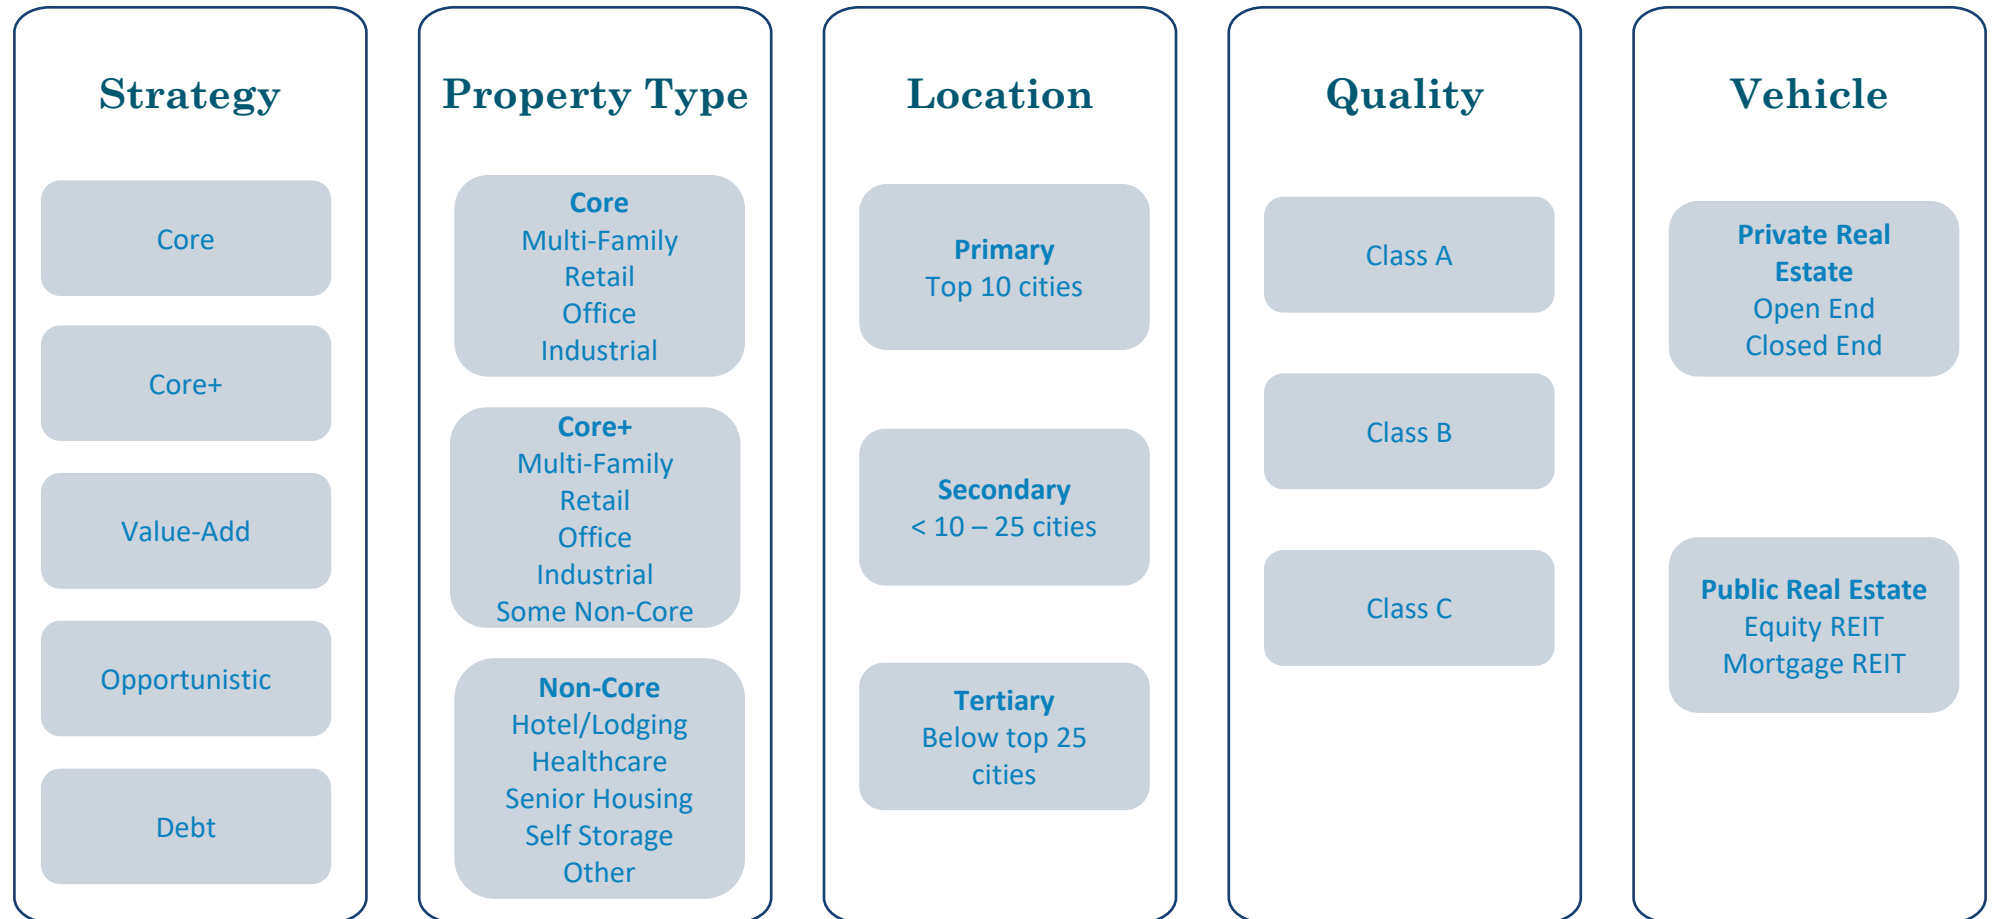 Strategy
Core
Core+
Value-Add
Opportunistic
Debt
Property Type
Core
Multi-Family
Retail
Office
Industrial
Core+
Multi-Family
Retail
Office
Industrial
Some Non-Core
Non-Core
Hotel/Lodging
Healthcare
Senior Housing
Self Storage
Other
Location
Primary
Top 10 cities
Secondary
< 10 – 25 cities
Tertiary
Below top 25
cities
Quality
Class A
Class B
Class C
Vehicle
Private Real
Estate
Open End
Closed End
Public Real Estate
Equity REIT
Mortgage REIT